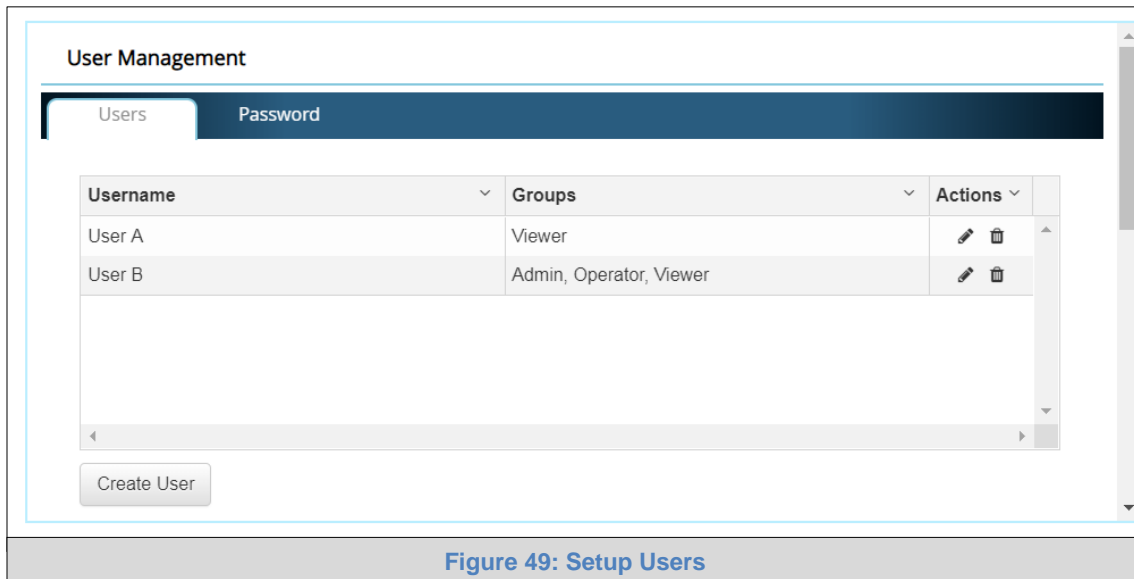 User Management
Users Password
Username Groups Actions
User A Viewer
User B Admin, Operator, Viewer
Create User
Figure 49: Setup Users